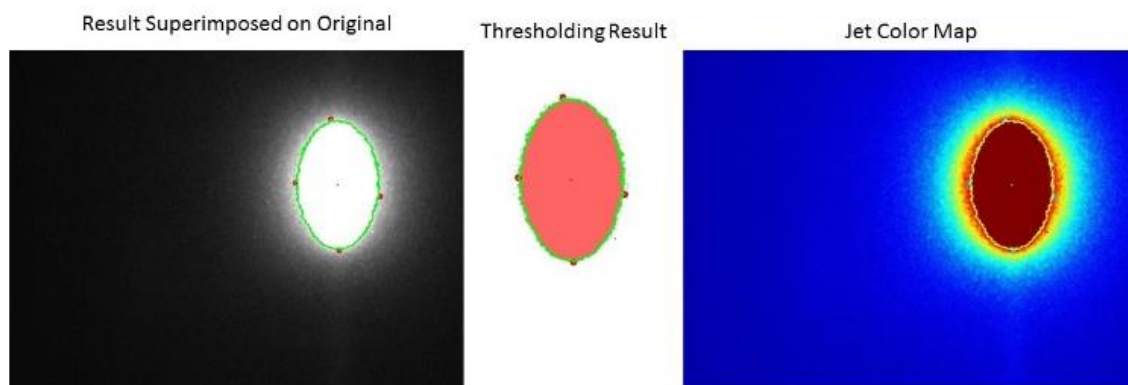 Result Superimposed on Original
Thresholding Result
Jet Color Map